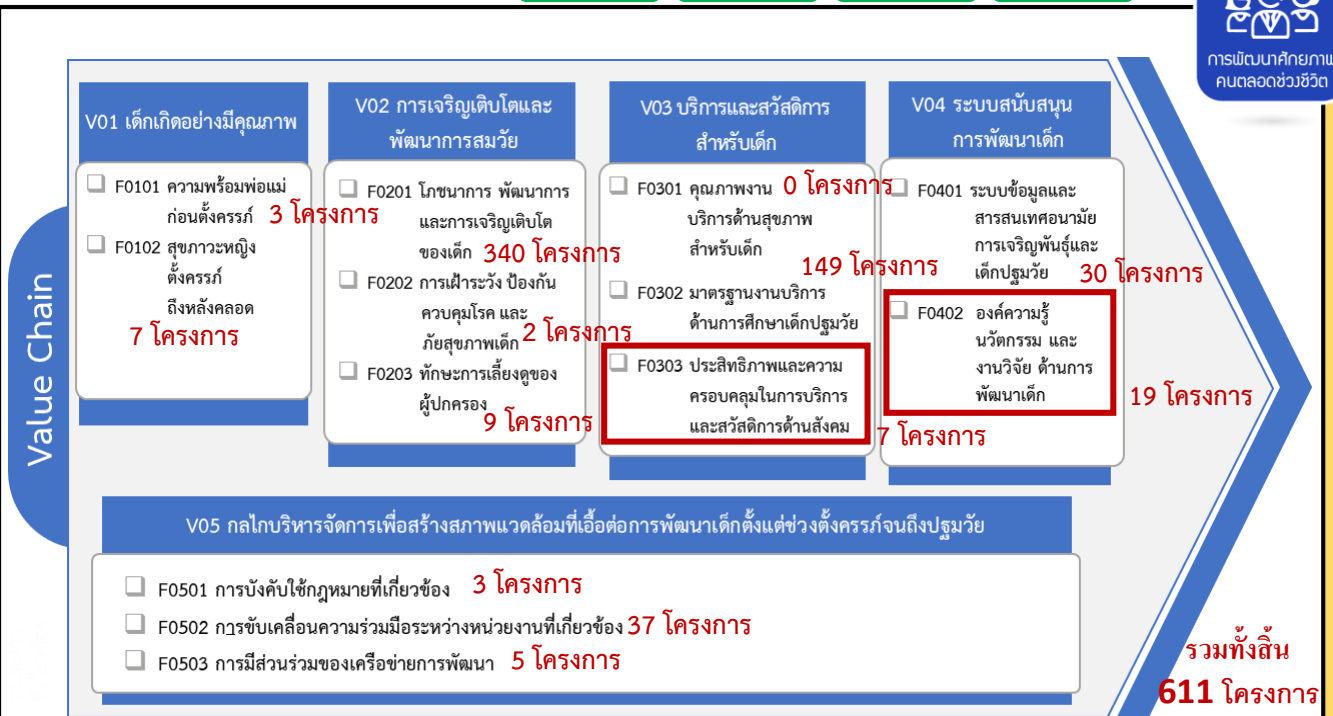 การพัฒนาศักยภาพ
คนตลอดช่วงชีวิต
Value Chain
V01 เด็กเกิดอย่างมีคุณภาพ
F0101 ความพร้อมพ่อแม่
ก่อนตั้งครรภ์ 3 โครงการ
F0102 สุขภาวะหญิง
ตั้งครรภ์
ถึงหลังคลอด
7 โครงการ
V02 การเจริญเติบโตและ
พัฒนาการสมวัย
F0201 โภชนาการ พัฒนาการ
และการเจริญเติบโต
ของเด็ก 340 โครงการ
F0202 การเฝ้าระวัง ป้องกัน
ควบคุมโรค และ
ภัยสุขภาพเด็ก 2 โครงการ
F0203 ทักษะการเลี้ยงดูของ
ผู้ปกครอง
9 โครงการ
V03 บริการและสวัสดิการ
สำหรับเด็ก
F0301 คุณภาพงาน 0 โครงการ
บริการด้านสุขภาพ
สำหรับเด็ก
149 โครงการ
F0302 มาตรฐานงานบริการ
ด้านการศึกษาเด็กปฐมวัย
F0303 ประสิทธิภาพและความ
ครอบคลุมในการบริการ
และสวัสดิการด้านสังคม
7 โครงการ
V04 ระบบสนับสนุน
การพัฒนาเด็ก
F0401 ระบบข้อมูลและ
สารสนเทศอนามัย
การเจริญพันธุ์และ
เด็กปฐมวัย 30 โครงการ
F0402 องค์ความรู้
นวัตกรรม และ
งานวิจัย ด้านการ
พัฒนาเด็ก 19 โครงการ
V05 กลไกบริหารจัดการเพื่อสร้างสภาพแวดล้อมที่เอื้อต่อการพัฒนาเด็กตั้งแต่ช่วงตั้งครรภ์จนถึงปฐมวัย
F0501 การบังคับใช้กฎหมายที่เกี่ยวข้อง 3 โครงการ
F0502 การขับเคลื่อนความร่วมมือระหว่างหน่วยงานที่เกี่ยวข้อง 37 โครงการ
F0503 การมีส่วนร่วมของเครือข่ายการพัฒนา 5 โครงการ
รวมทั้งสิ้น
611 โครงการ